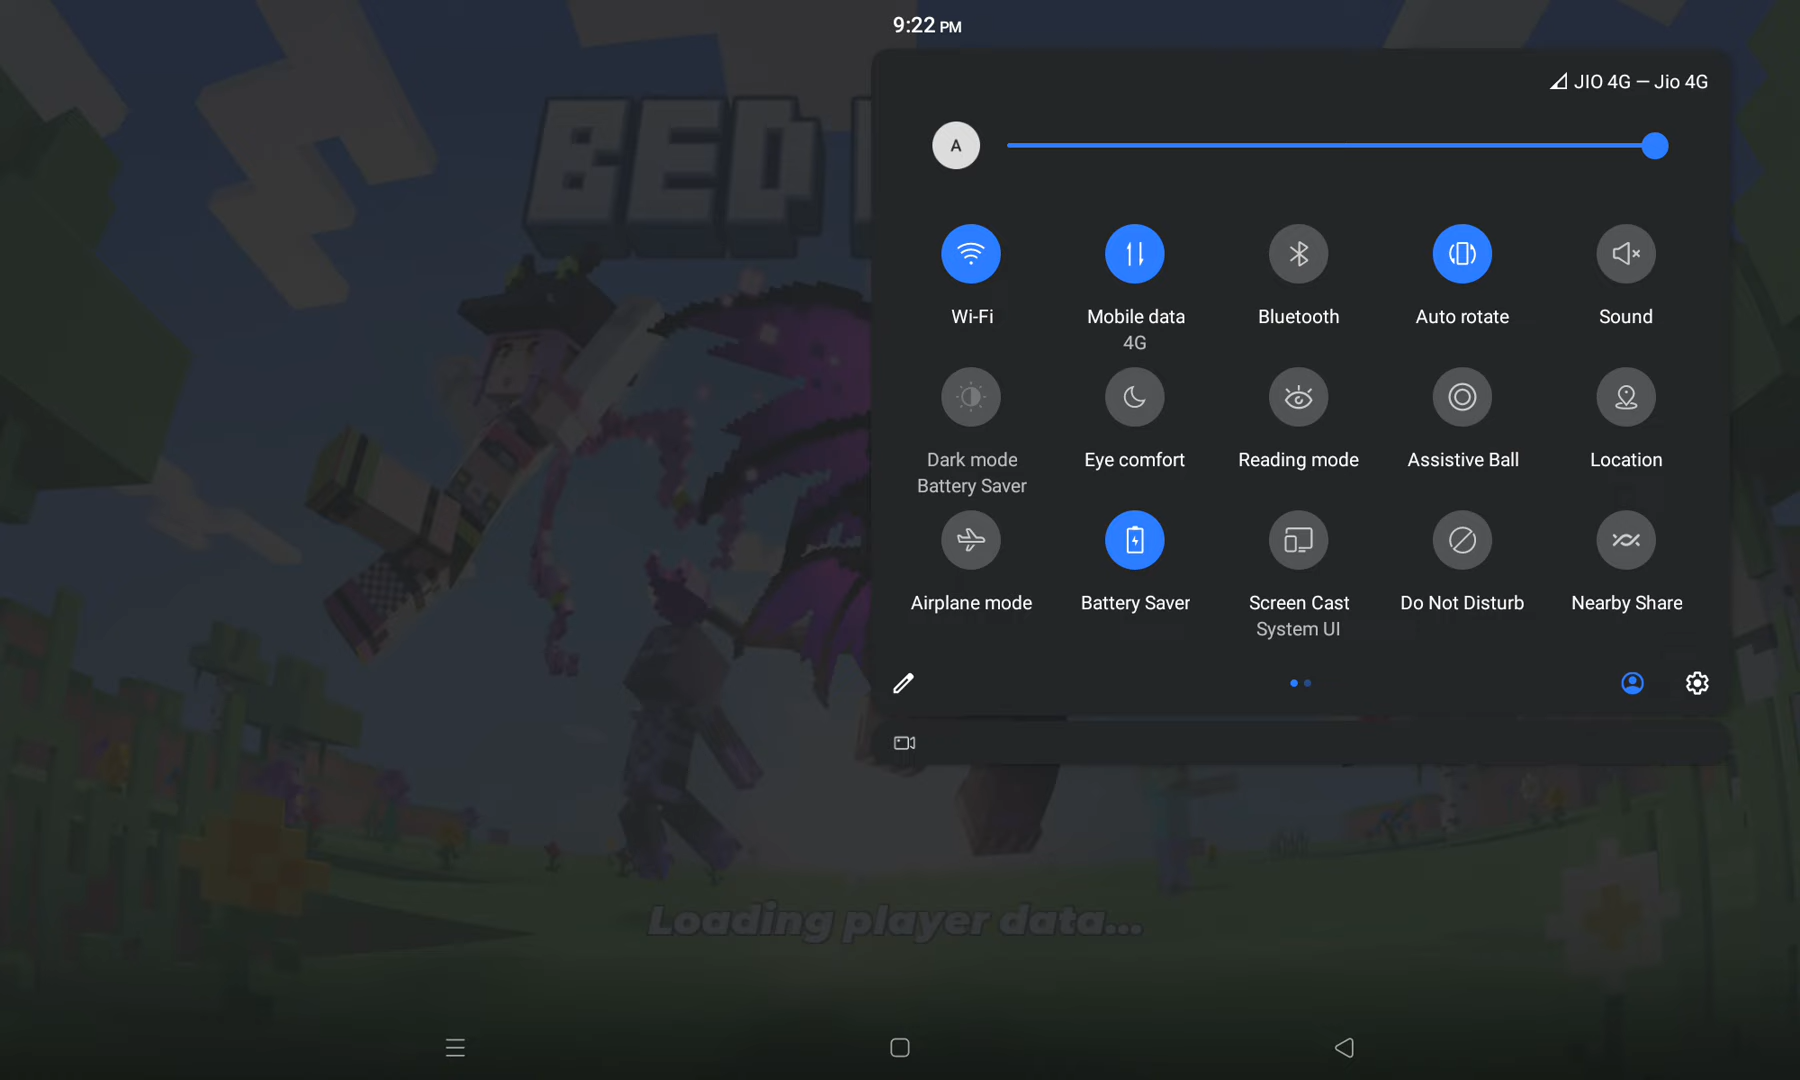 9:22 PM
JIO 4G — Jio 4G
A
BED
Wi-Fi
Mobile data
4G
Bluetooth
Auto rotate
Sound
Dark mode
Battery Saver
Eye comfort
Reading mode
Assistive Ball
Location
Airplane mode
Battery Saver
Screen Cast
System UI
Do Not Disturb
Nearby Share
Loading player data...